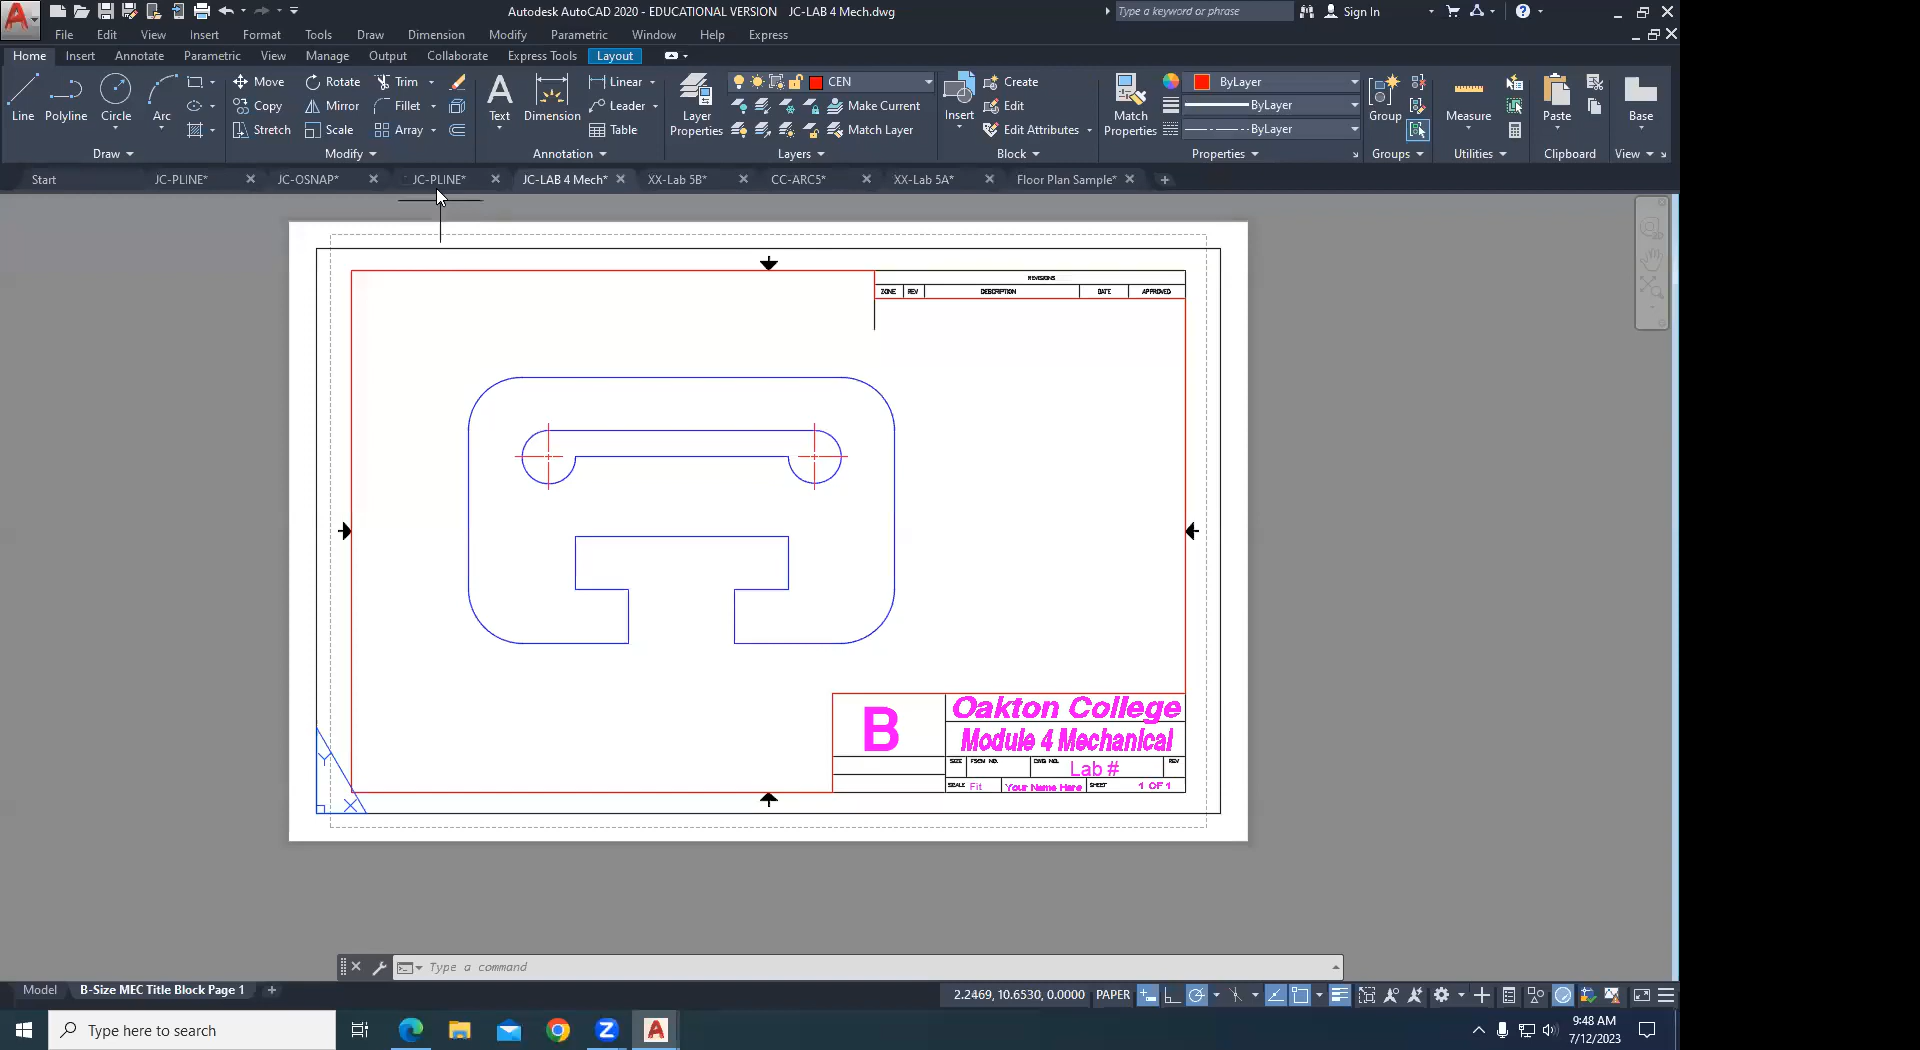 Autodesk AutoCAD 2020 - EDUCATIONAL VERSION JC-LAB 4 Mech.dwg
Type a keyword or phrase
Sign In
File Edit View Insert Format Tools Draw Dimension Modify Parametric Window Help Express
Home Insert Annotate Parametric View Manage Output Collaborate Express Tools Layout
Line Polyline Circle Arc
Move Rotate Trim
Copy Mirror Fillet
Stretch Scale Array
Text Dimension
Linear
Leader
Table
Layer Properties
CEN
Make Current
Match Layer
Insert
Create
Edit
Edit Attributes
Match Properties
ByLayer
ByLayer
ByLayer
Group
Measure
Paste
Base
Draw Modify Annotation Layers Block Properties Groups Utilities Clipboard View
Start JC-PLINE* JC-OSNAP* JC-PLINE* JC-LAB 4 Mech* XX-Lab 5B* CC-ARC5* XX-Lab 5A* Floor Plan Sample*
REVISIONS
ZONE REV DESCRIPTION DATE APPROVED
B
Oakton College
Module 4 Mechanical
SIZE FSCM NO. DWG NO. Lab # REV
SCALE Fit Your Name Here SHEET 1 OF 1
Y
X
Type a command
Model B-Size MEC Title Block Page 1
2.2469, 10.6530, 0.0000 PAPER
Type here to search
9:48 AM
7/12/2023